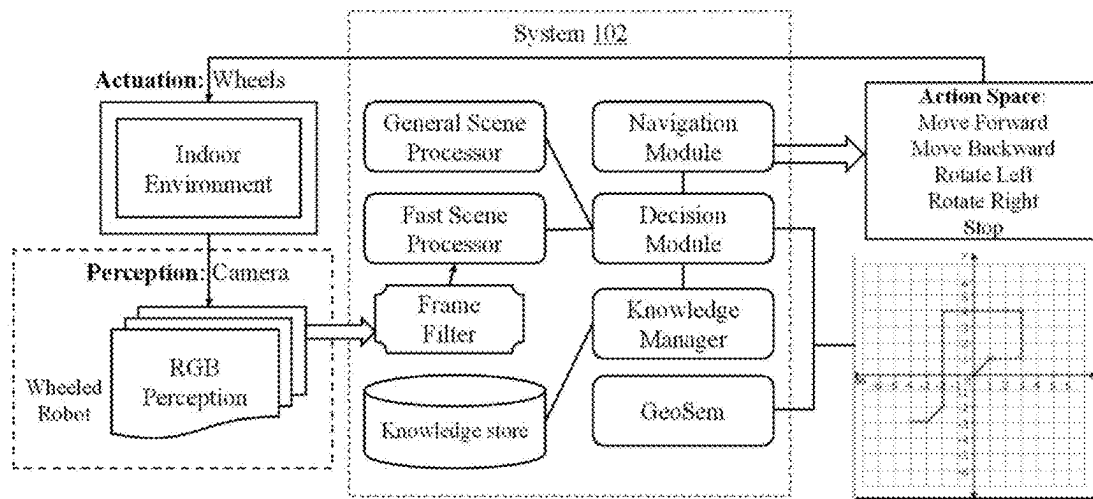 System 102
Actuation: Wheels
Indoor
Environment
Perception: Camera
RGB
Perception
Wheeled
Robot
General Scene
Processor
Fast Scene
Processor
Frame
Filter
Knowledge store
Navigation
Module
Decision
Module
Knowledge
Manager
GeoSem
Action Space:
Move Forward
Move Backward
Rotate Left
Rotate Right
Stop